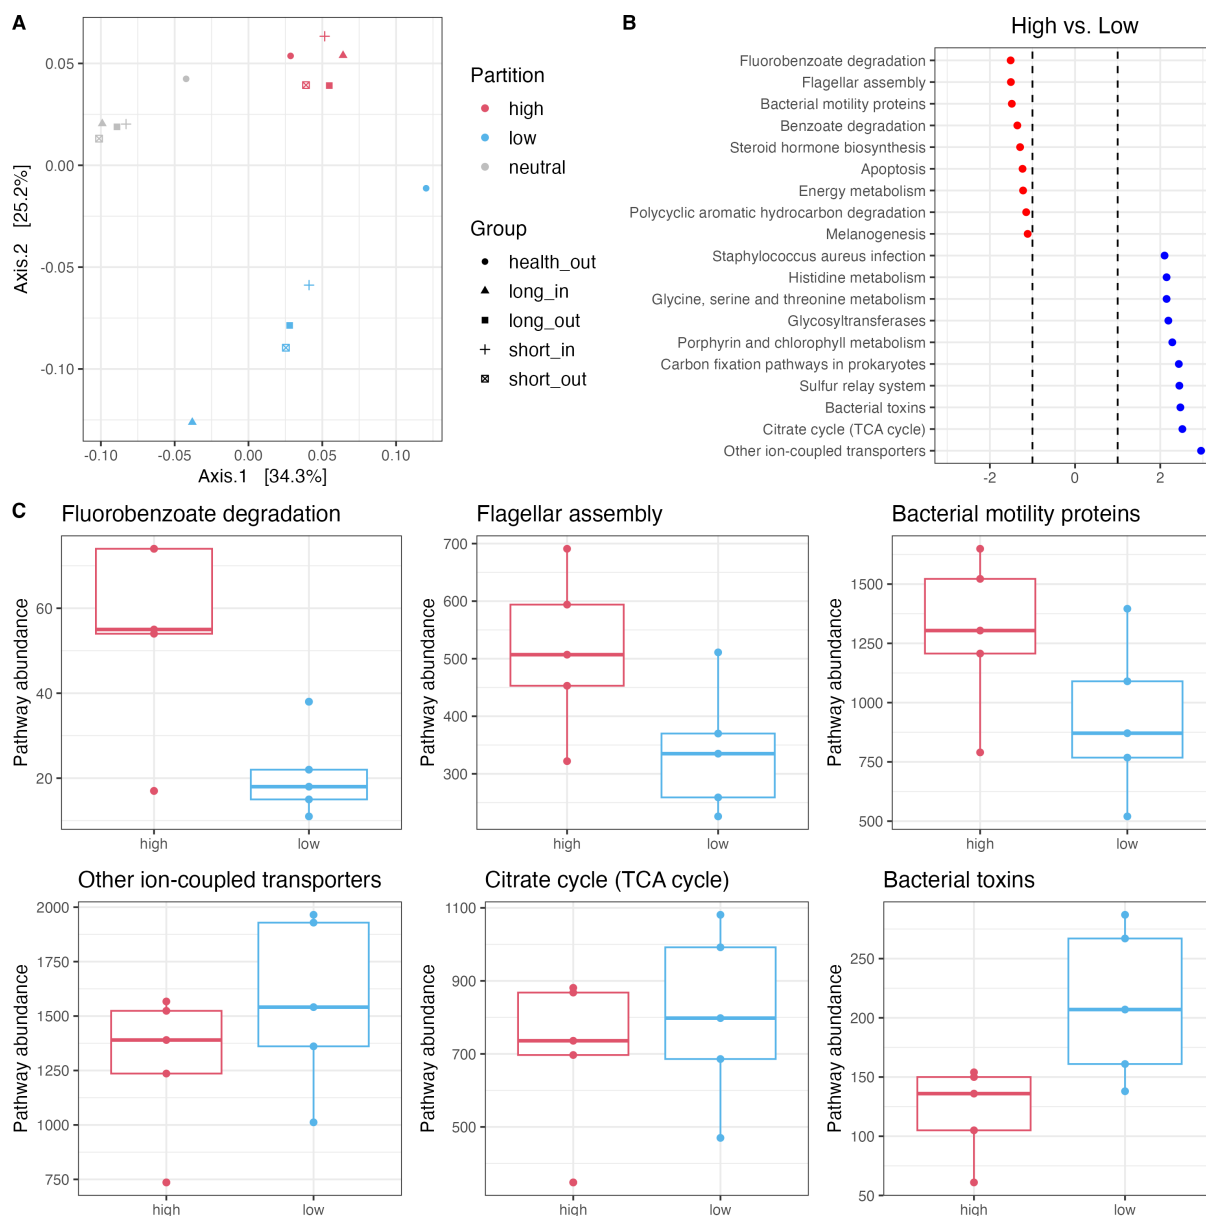 A
0.05
0.00
-0.05
-0.10
-0.10
-0.05
0.00
0.05
0.10
Axis.1 [34.3%]
Axis.2 [25.2%]
Partition
high
low
neutral
Group
health_out
long_in
long_out
short_in
short_out
B
High vs. Low
Fluorobenzoate degradation
Flagellar assembly
Bacterial motility proteins
Benzoate degradation
Steroid hormone biosynthesis
Apoptosis
Energy metabolism
Polycyclic aromatic hydrocarbon degradation
Melanogenesis
Staphylococcus aureus infection
Histidine metabolism
Glycine, serine and threonine metabolism
Glycosyltransferases
Porphyrin and chlorophyll metabolism
Carbon fixation pathways in prokaryotes
Sulfur relay system
Bacterial toxins
Citrate cycle (TCA cycle)
Other ion-coupled transporters
-2
0
2
C
Fluorobenzoate degradation
Pathway abundance
60
40
20
high
low
Flagellar assembly
Pathway abundance
700
600
500
400
300
high
low
Bacterial motility proteins
Pathway abundance
1500
1250
1000
750
500
high
low
Other ion-coupled transporters
Pathway abundance
2000
1750
1500
1250
1000
750
high
low
Citrate cycle (TCA cycle)
Pathway abundance
1100
900
700
500
high
low
Bacterial toxins
Pathway abundance
250
200
150
100
50
high
low